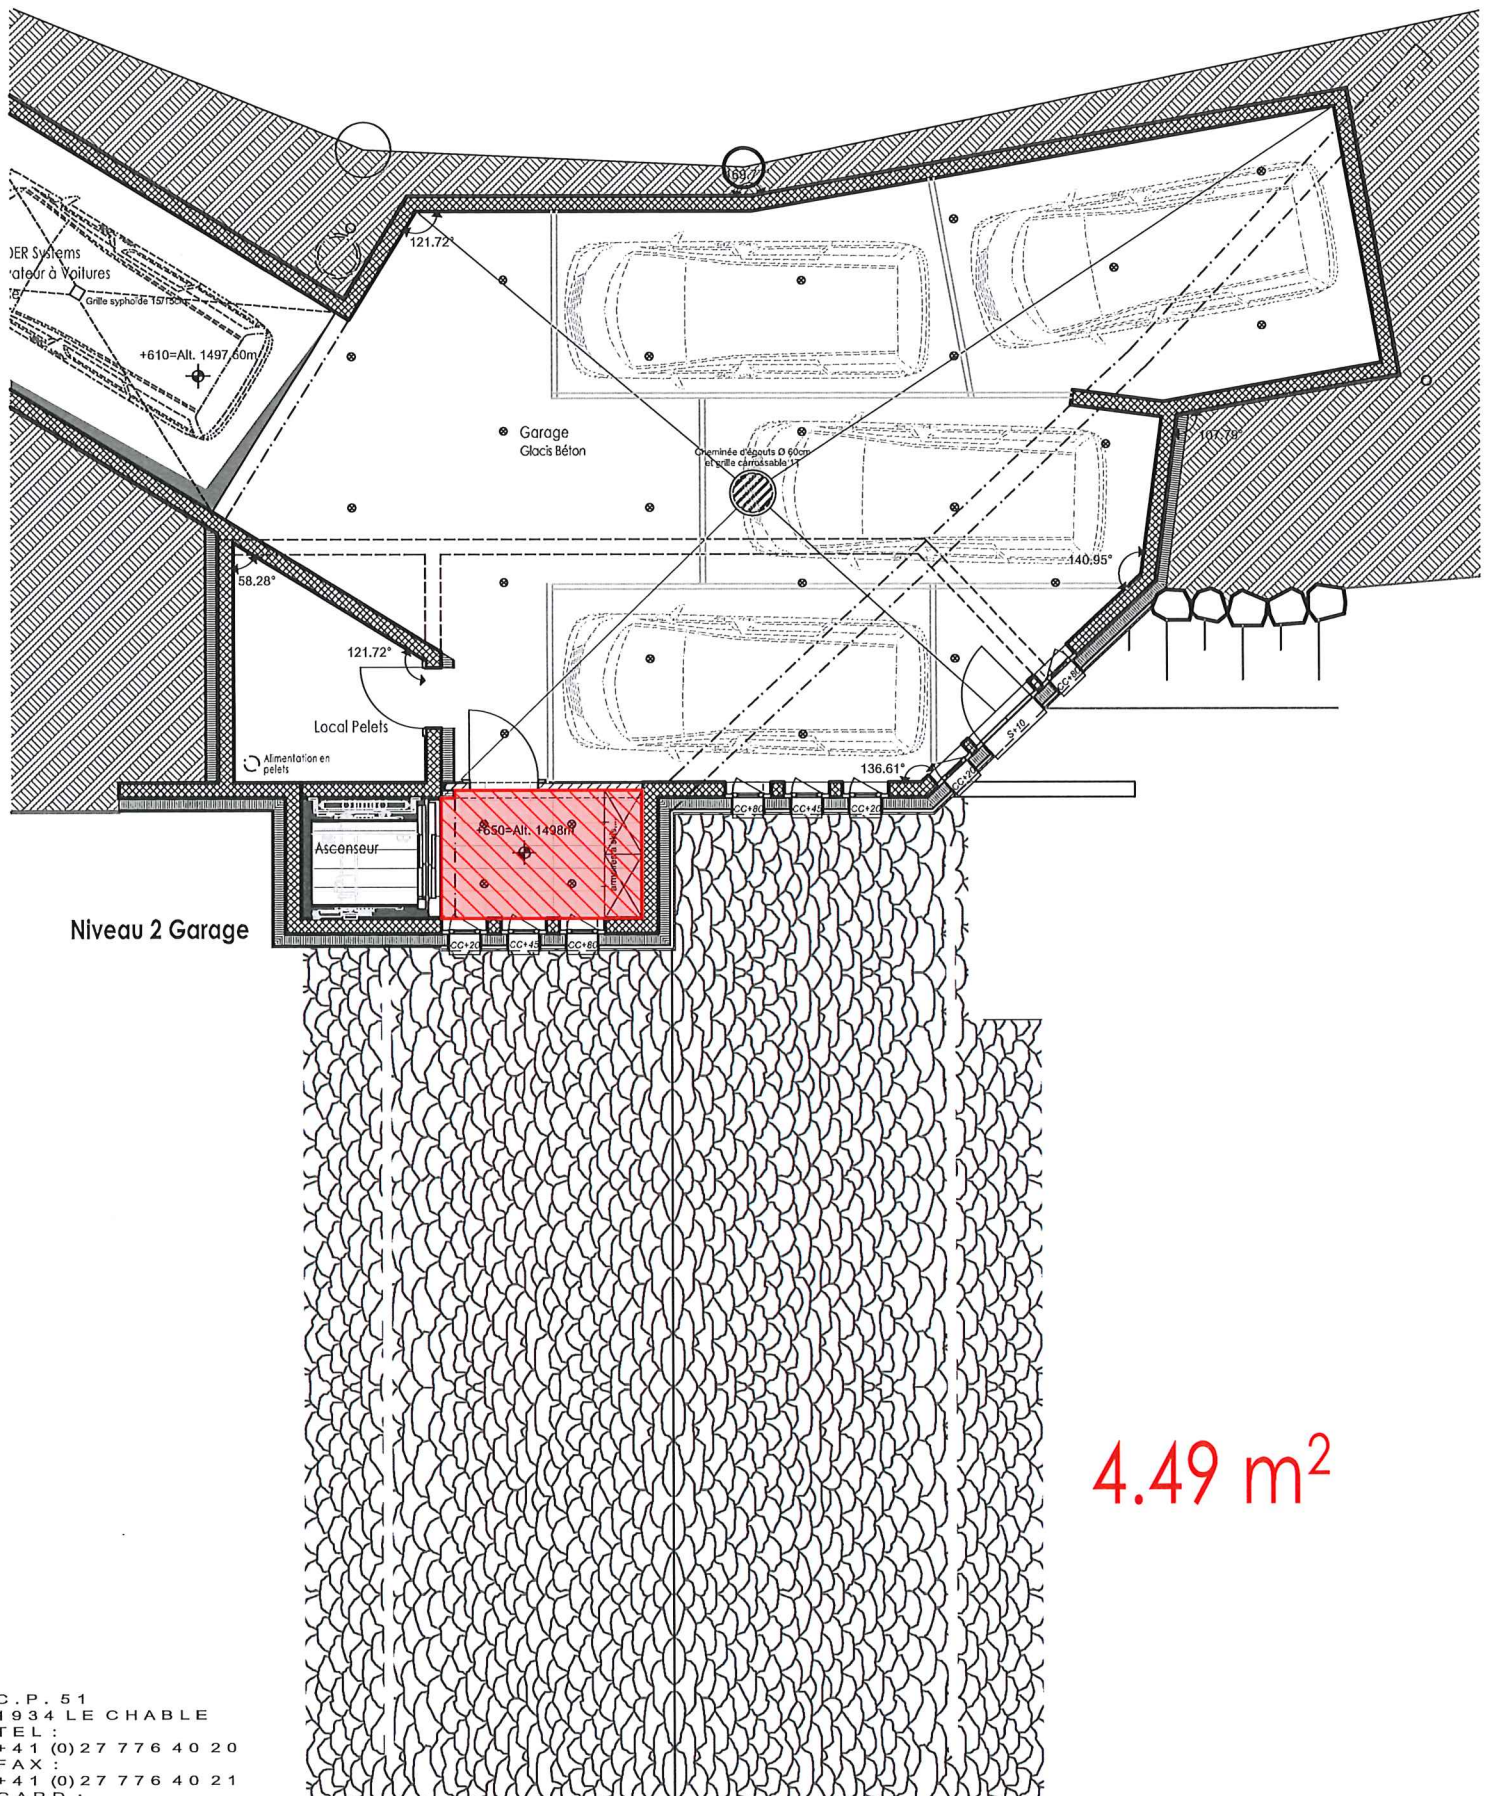 169.7
121.72°
DER Systems
ateur à Voitures
Grille syphoïde 15/15cm
+610=Alt. 1497.60m
Garage
Glacis Béton
Cheminée d'égouts Ø 60cm
et grille carrossable
107.79°
140.95°
58.28°
121.72°
Local Pelets
Alimentation en
pelets
136.61°
CC+80
S+10
CC+20
CC+80
CC+45
CC+20
+650=Alt. 1498m
Ascenseur
CC+20
CC+45
CC+80
Niveau 2 Garage
4.49 m²
C.P. 51
1934 LE CHABLE
TEL :
+41 (0)27 776 40 20
FAX :
+41 (0)27 776 40 21